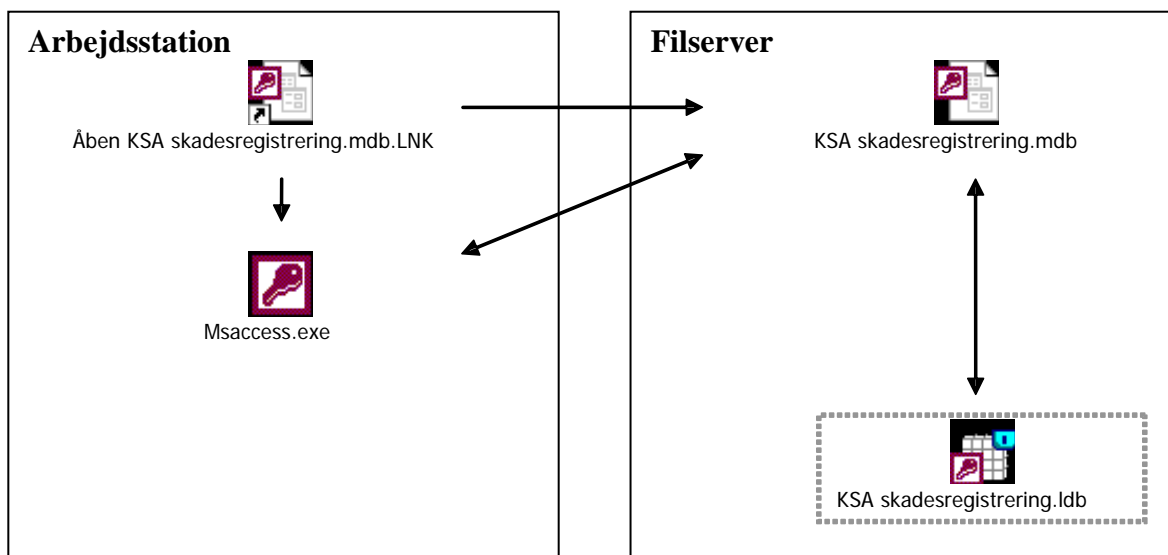 Arbejdsstation
Åben KSA skadesregistrering.mdb.LNK
Msaccess.exe
Filserver
KSA skadesregistrering.mdb
KSA skadesregistrering.ldb